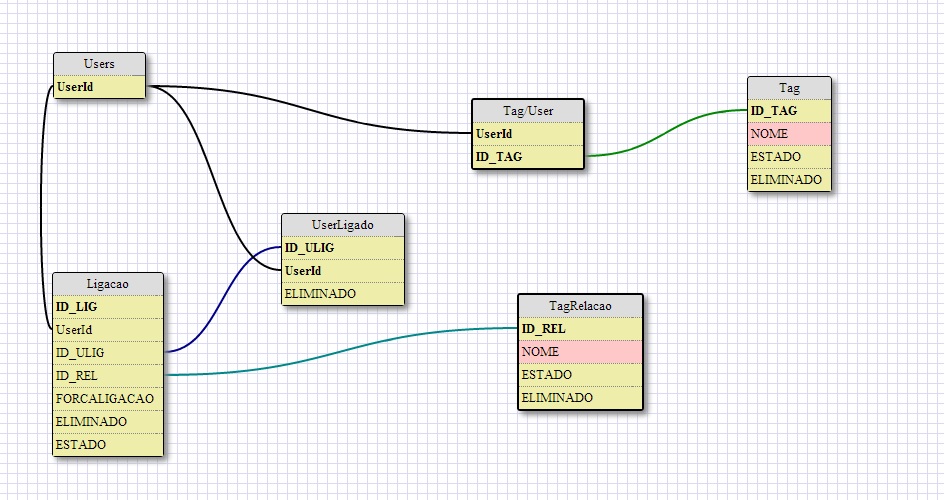 Users
UserId
Tag/User
UserId
ID_TAG
Tag
ID_TAG
NOME
ESTADO
ELIMINADO
UserLigado
ID_ULIG
UserId
ELIMINADO
Ligacao
ID_LIG
UserId
ID_ULIG
ID_REL
FORCALIGACAO
ELIMINADO
ESTADO
TagRelacao
ID_REL
NOME
ESTADO
ELIMINADO